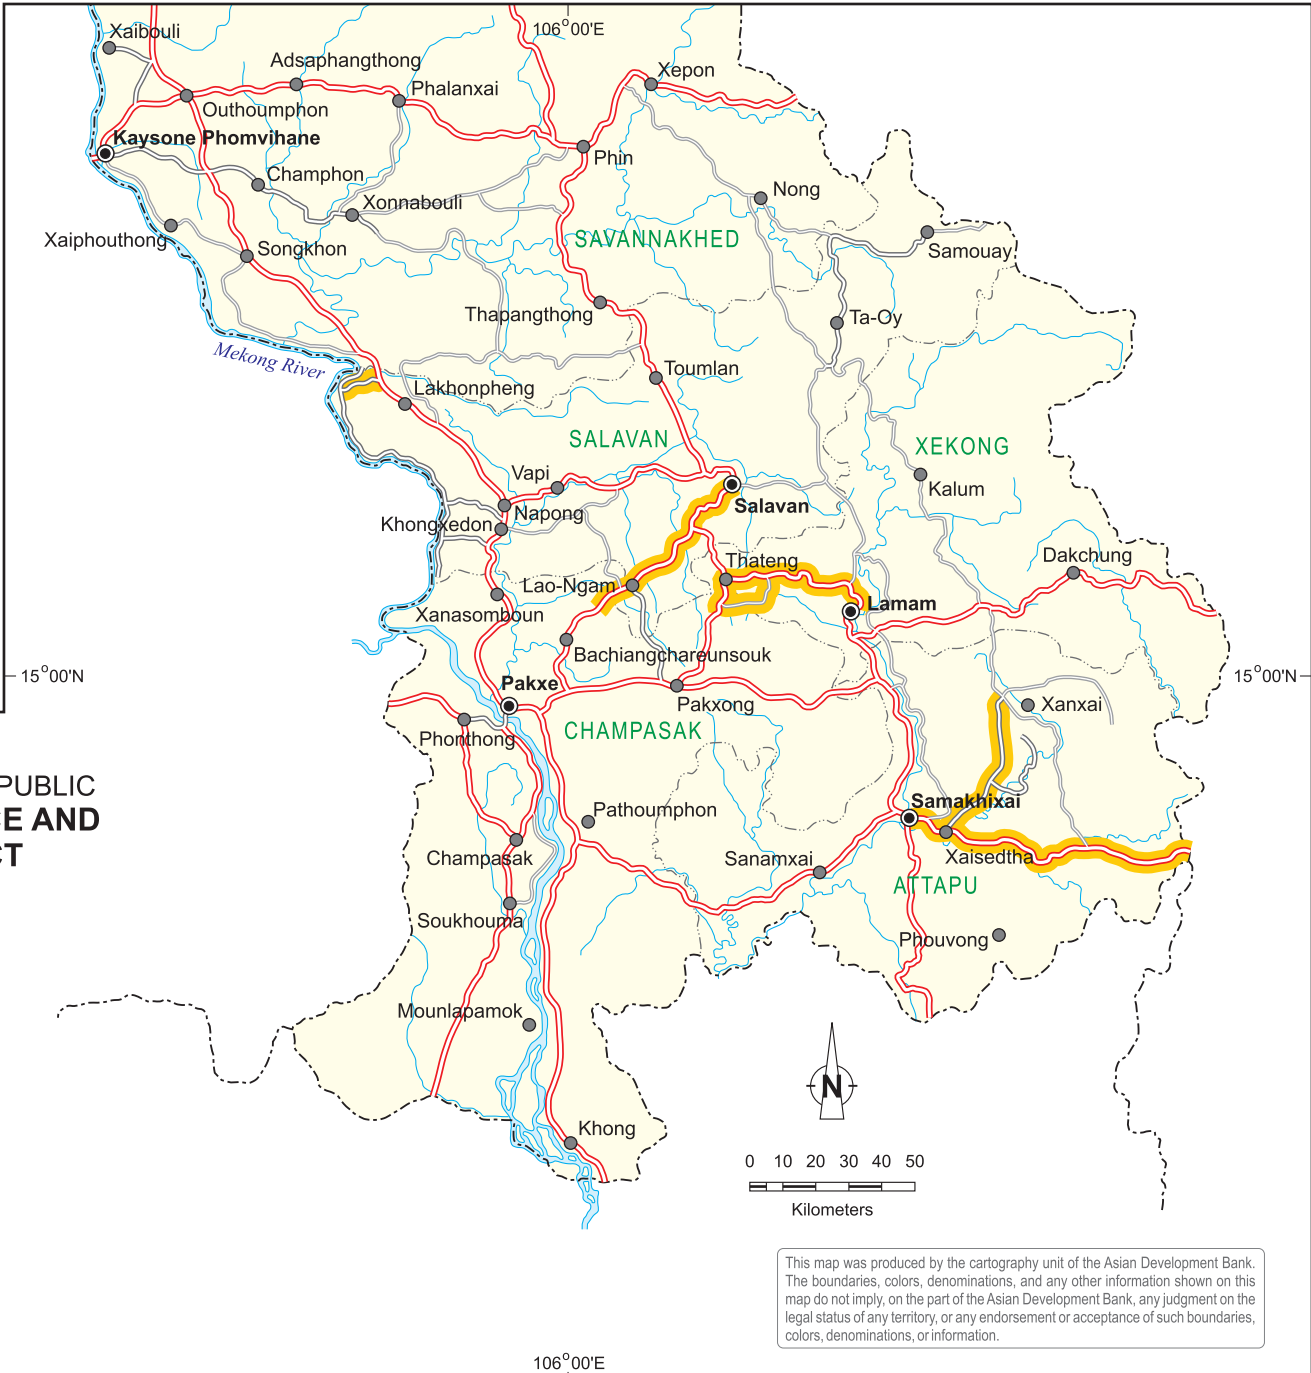 106°00'E
Xaibouli
Adsaphangthong
Xepon
Phalanxai
Outhoumphon
Kaysone Phomvihane
Phin
Champhon
Nong
Xonnabouli
Xaiphouthong
SAVANNAKHED
Songkhon
Samouay
Thapangthong
Ta-Oy
Mekong River
Toumlan
Lakhonpheng
SALAVAN
XEKONG
Vapi
Kalum
Salavan
Napong
Khongxedon
Dakchung
Thateng
Lao-Ngam
Lamam
Xanasomboun
Bachiangchareunsouk
15°00'N
15°00'N
Pakxe
Pakxong
Xanxai
CHAMPASAK
Phonthong
PUBLIC
E AND
CT
Samakhixai
Pathoumphon
Champasak
Sanamxai
Xaisedtha
ATTAPU
Soukhouma
Phouvong
Mounlapamok
N
Khong
0 10 20 30 40 50
Kilometers
This map was produced by the cartography unit of the Asian Development Bank.
The boundaries, colors, denominations, and any other information shown on this
map do not imply, on the part of the Asian Development Bank, any judgment on the
legal status of any territory, or any endorsement or acceptance of such boundaries,
colors, denominations, or information.
106°00'E